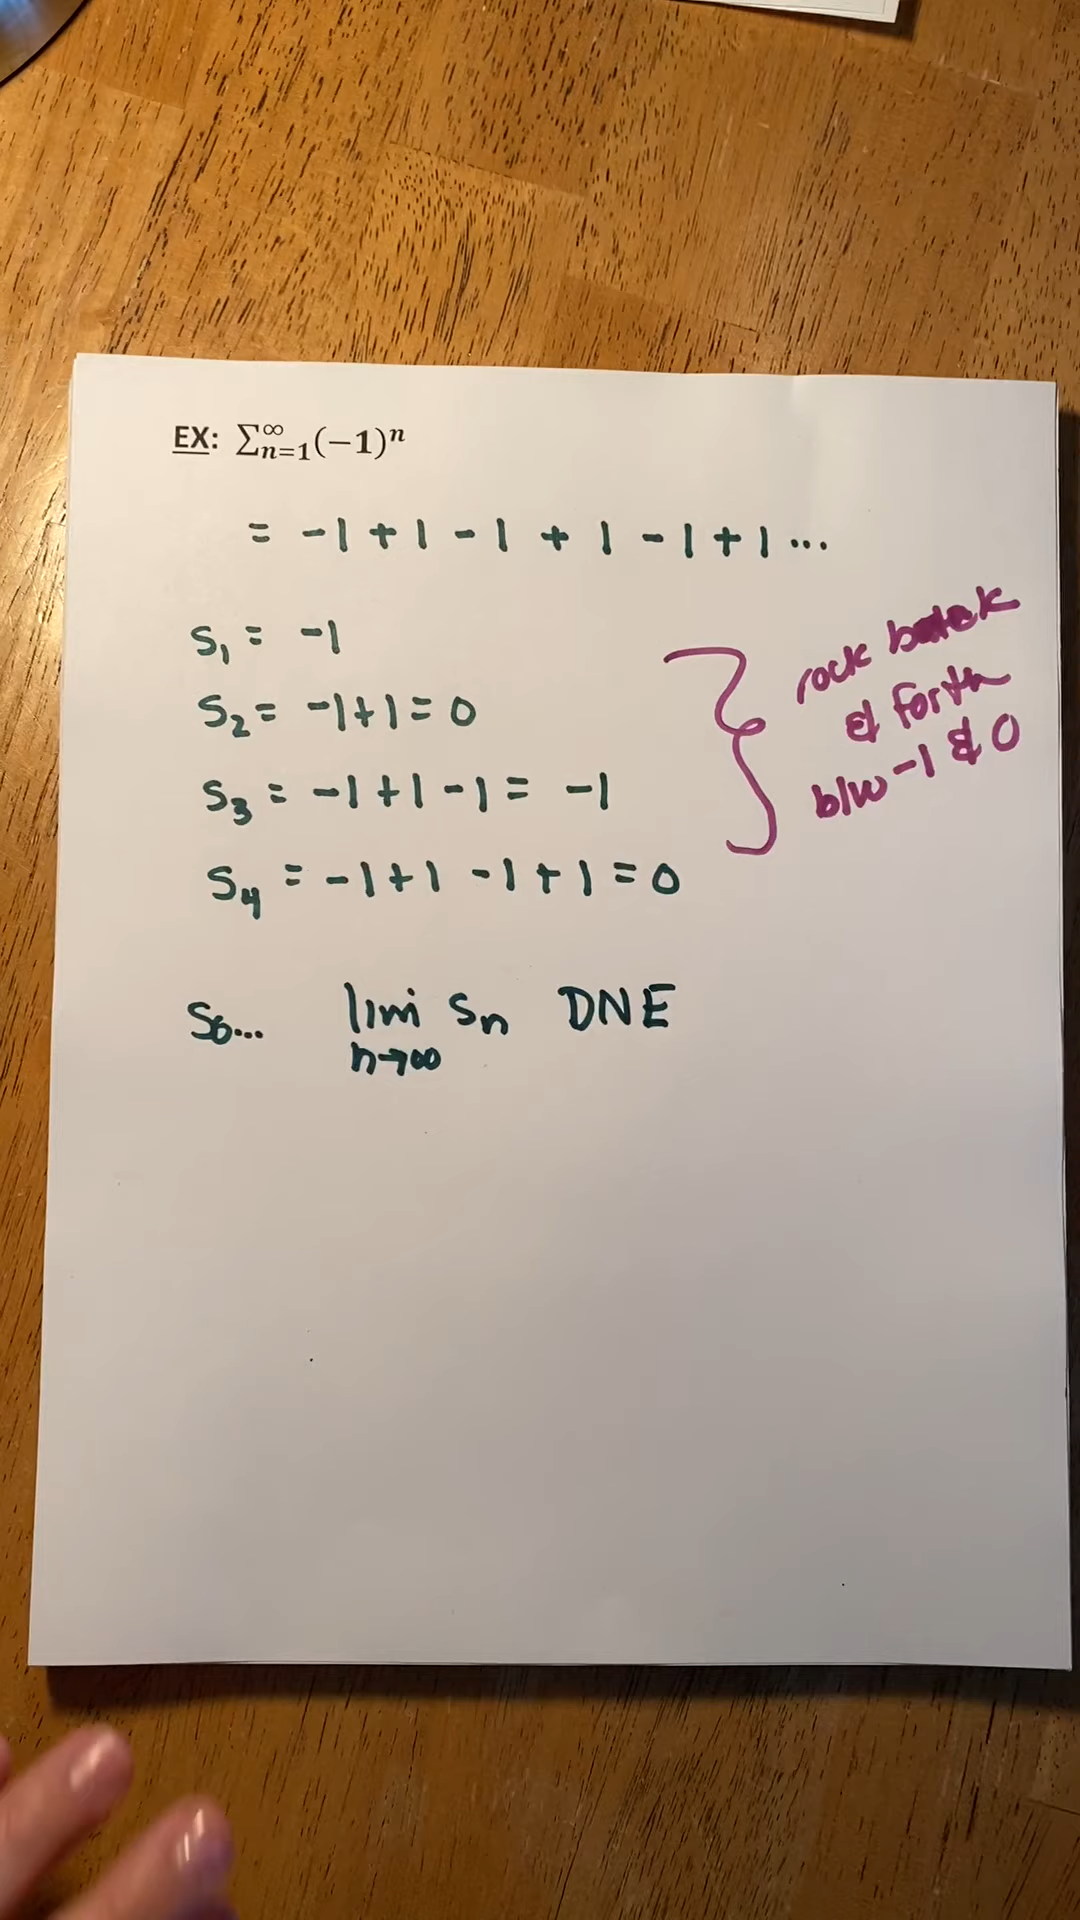 EX: ∑_{n=1}^{∞}(−1)^n
= -1 + 1 - 1 + 1 - 1 + 1 ...
S₁ = -1
S₂ = -1+1 = 0
S₃ = -1+1-1 = -1
S₄ = -1+1-1+1 = 0
rock back
& forth
b/w -1 & 0
So... lim Sn DNE
n→∞